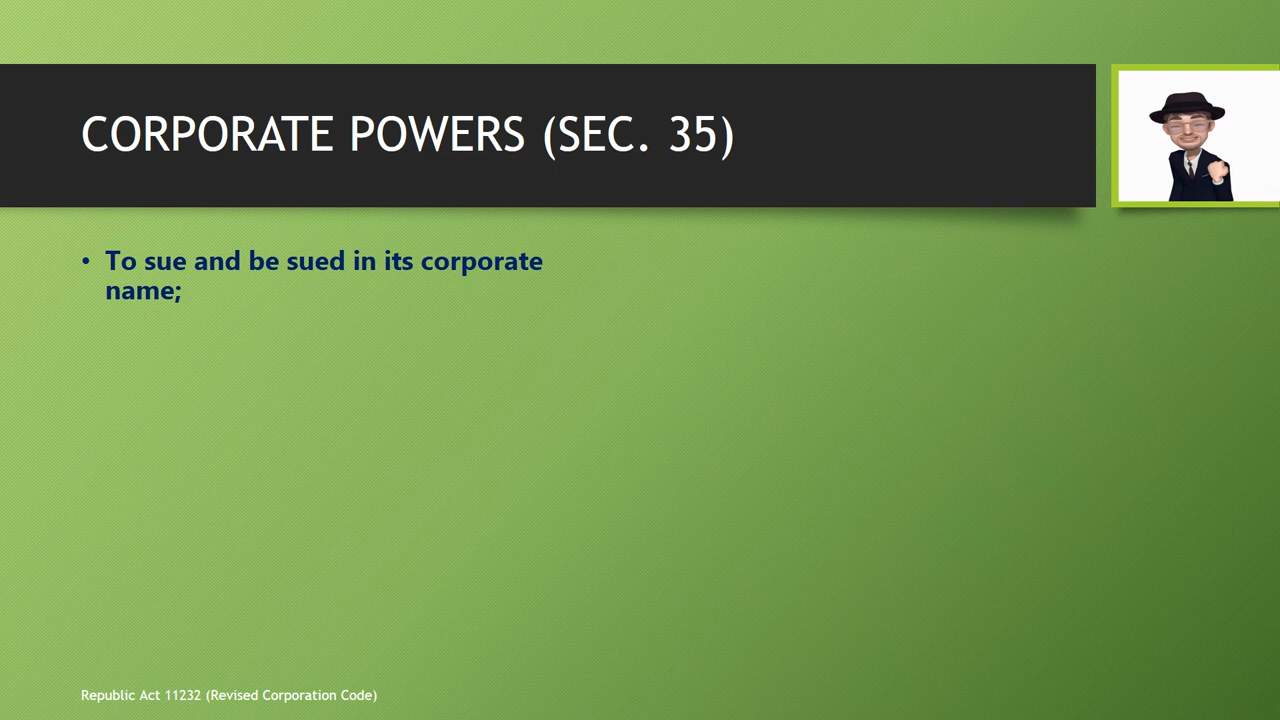 CORPORATE POWERS (SEC. 35)
• To sue and be sued in its corporate
name;
Republic Act 11232 (Revised Corporation Code)